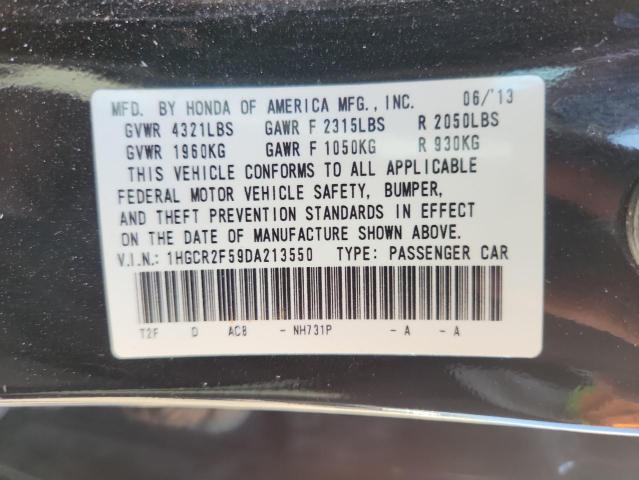 MFD. BY HONDA OF AMERICA MFG., INC. 06/'13
GVWR 4321LBS GAWR F 2315LBS R 2050LBS
GVWR 1960KG GAWR F 1050KG R 930KG
THIS VEHICLE CONFORMS TO ALL APPLICABLE
FEDERAL MOTOR VEHICLE SAFETY, BUMPER,
AND THEFT PREVENTION STANDARDS IN EFFECT
ON THE DATE OF MANUFACTURE SHOWN ABOVE.
V.I.N.: 1HGCR2F59DA213550 TYPE: PASSENGER CAR
T2F D AC8 - NH731P - A - A